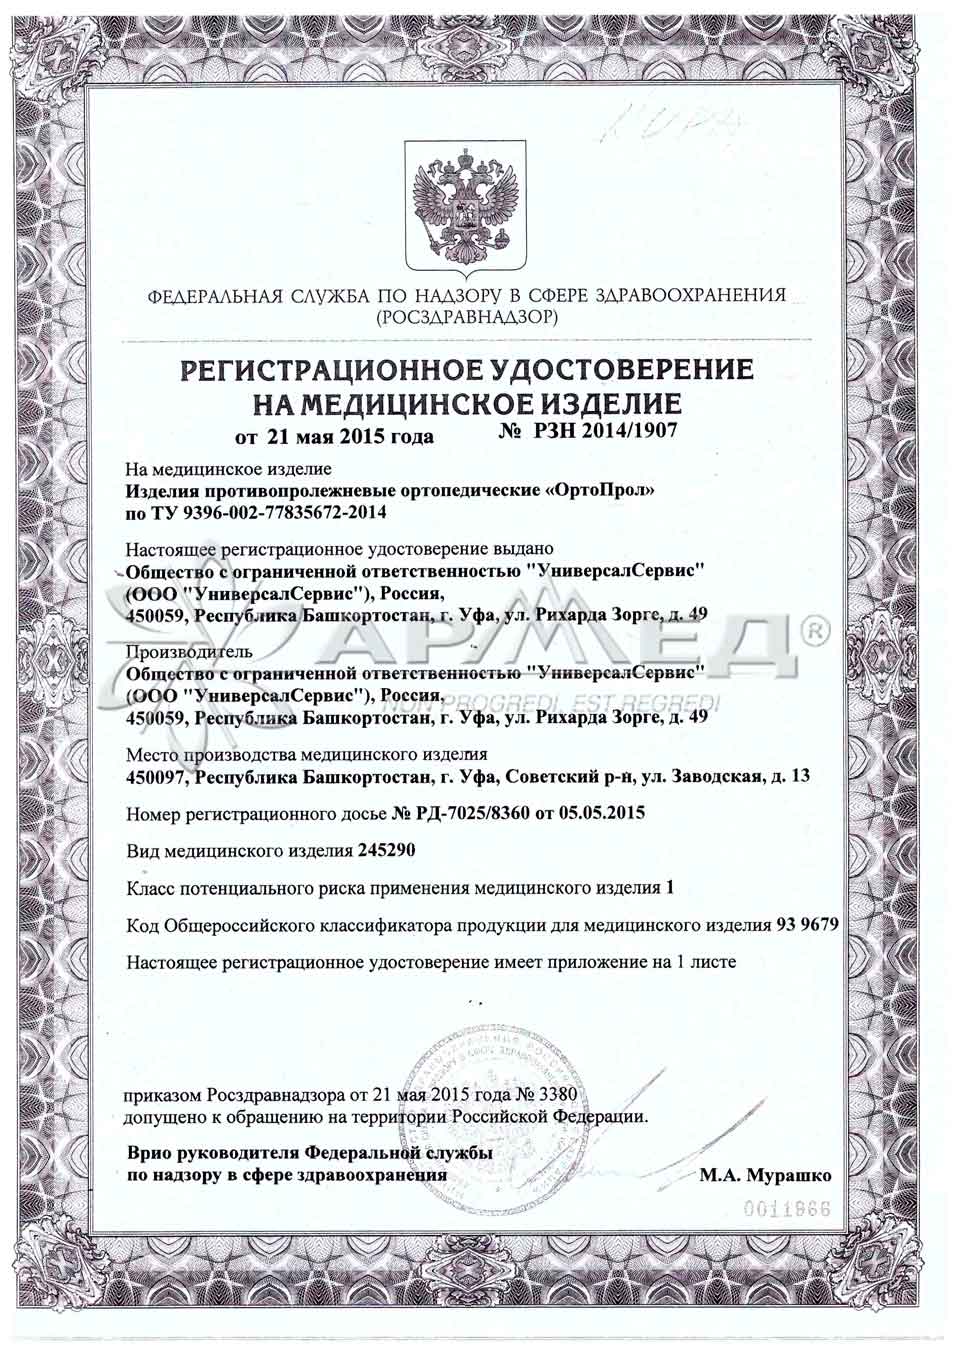 ФЕДЕРАЛЬНАЯ СЛУЖБА ПО НАДЗОРУ В СФЕРЕ ЗДРАВООХРАНЕНИЯ
(РОСЗДРАВНАДЗОР)
РЕГИСТРАЦИОННОЕ УДОСТОВЕРЕНИЕ
НА МЕДИЦИНСКОЕ ИЗДЕЛИЕ
от 21 мая 2015 года № РЗН 2014/1907
На медицинское изделие
Изделия противопролежневые ортопедические «ОртоПрол»
по ТУ 9396-002-77835672-2014
Настоящее регистрационное удостоверение выдано
Общество с ограниченной ответственностью "УниверсалСервис"
(ООО "УниверсалСервис"), Россия,
450059, Республика Башкортостан, г. Уфа, ул. Рихарда Зорге, д. 49
АРМЕД®
Производитель
Общество с ограниченной ответственностью "УниверсалСервис"
(ООО "УниверсалСервис"), Россия,
NON PROGREDI, EST REGREDI
450059, Республика Башкортостан, г. Уфа, ул. Рихарда Зорге, д. 49
Место производства медицинского изделия
450097, Республика Башкортостан, г. Уфа, Советский р-н, ул. Заводская, д. 13
Номер регистрационного досье № РД-7025/8360 от 05.05.2015
Вид медицинского изделия 245290
Класс потенциального риска применения медицинского изделия 1
Код Общероссийского классификатора продукции для медицинского изделия 93 9679
Настоящее регистрационное удостоверение имеет приложение на 1 листе
приказом Росздравнадзора от 21 мая 2015 года № 3380
допущено к обращению на территории Российской Федерации.
Врио руководителя Федеральной службы
по надзору в сфере здравоохранения
М.А. Мурашко
0011966